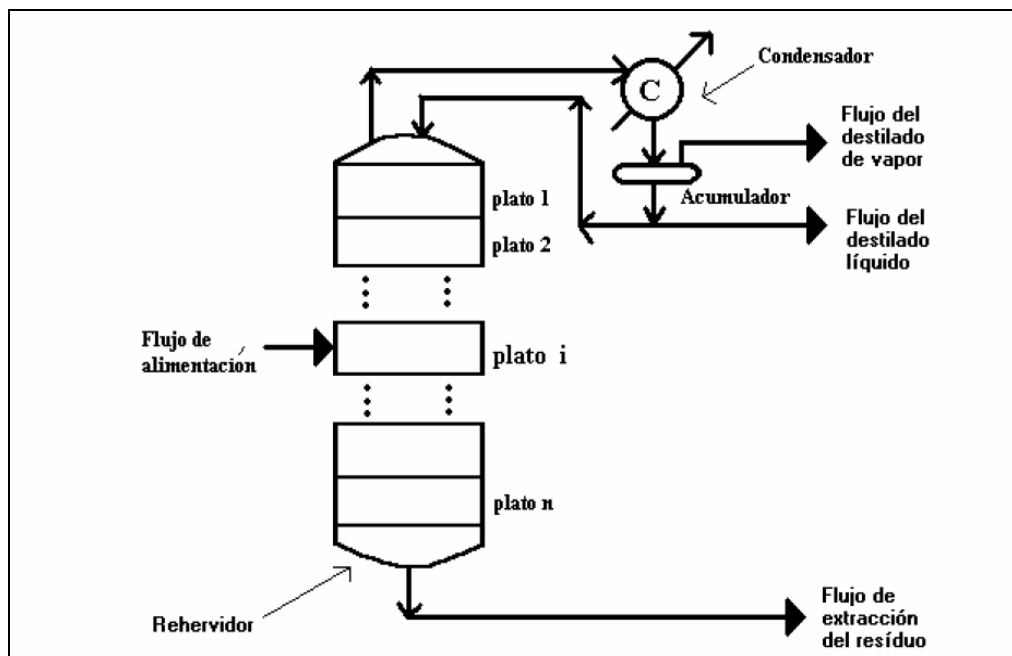 Condensador
C
Flujo del
destilado
de vapor
Acumulador
plato 1
plato 2
Flujo del
destilado
líquido
Flujo de
alimentación
plato i
plato n
Rehervidor
Flujo de
extracción
del resíduo